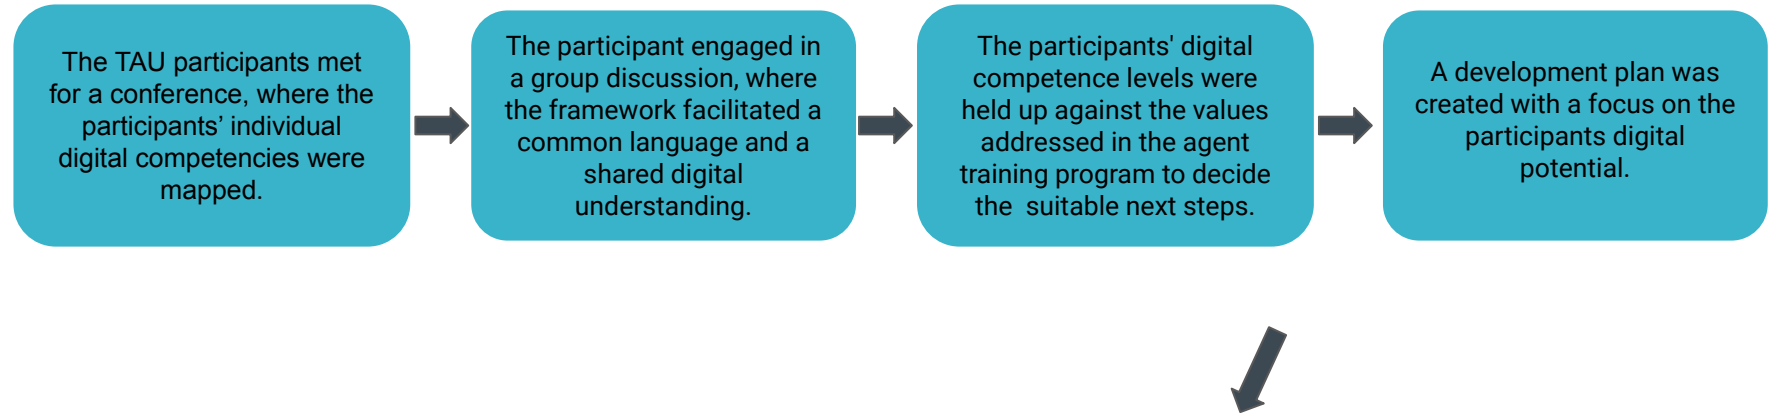 The TAU participants met
for a conference, where the
participants’ individual
digital competencies were
mapped.
The participant engaged in
a group discussion, where
the framework facilitated a
common language and a
shared digital
understanding.
The participants' digital
competence levels were
held up against the values
addressed in the agent
training program to decide
the  suitable next steps.
A development plan was
created with a focus on the
participants digital
potential.